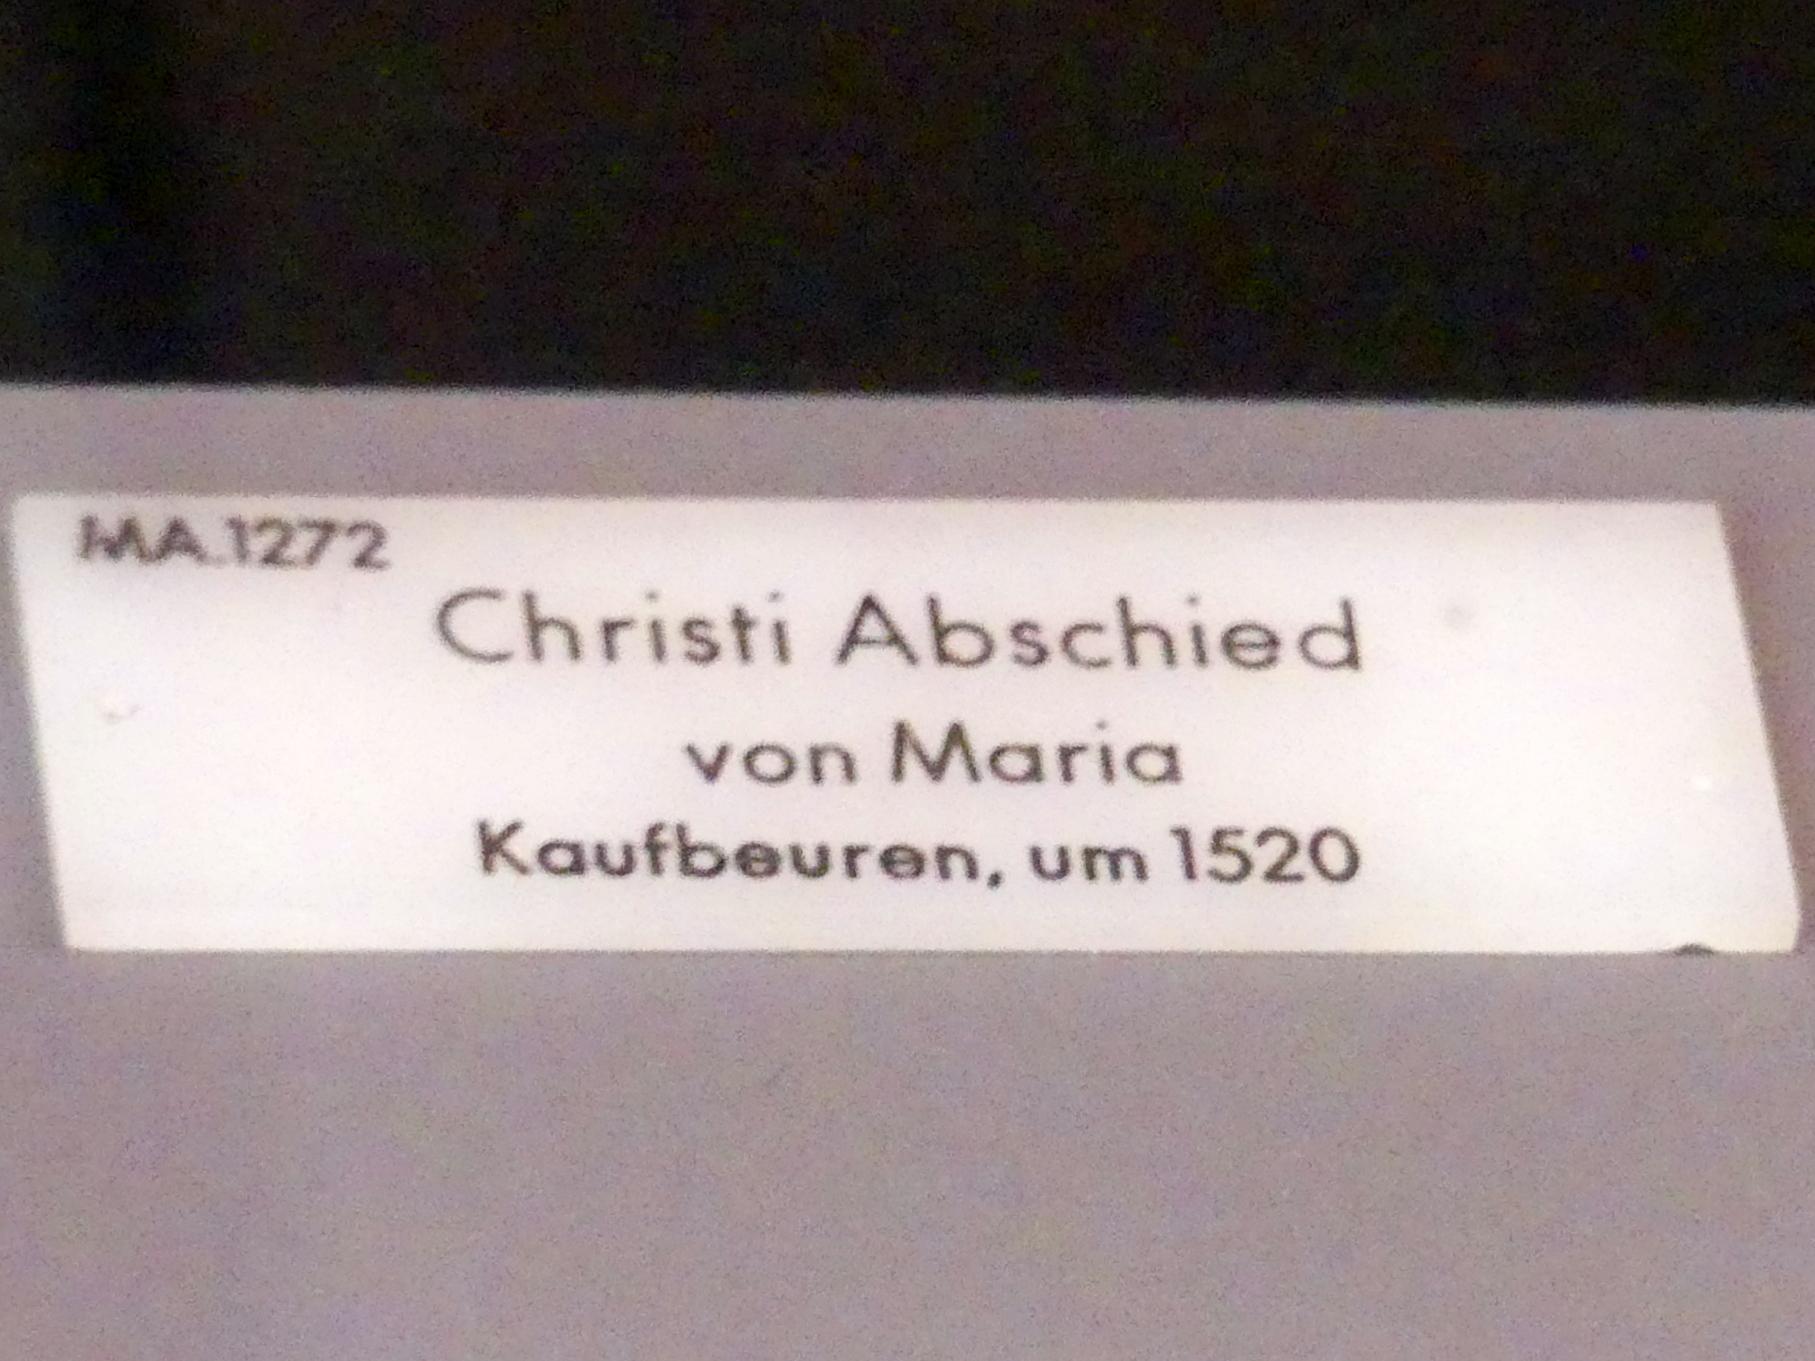 MA.1272
Christi Abschied
von Maria
Kaufbeuren, um 1520